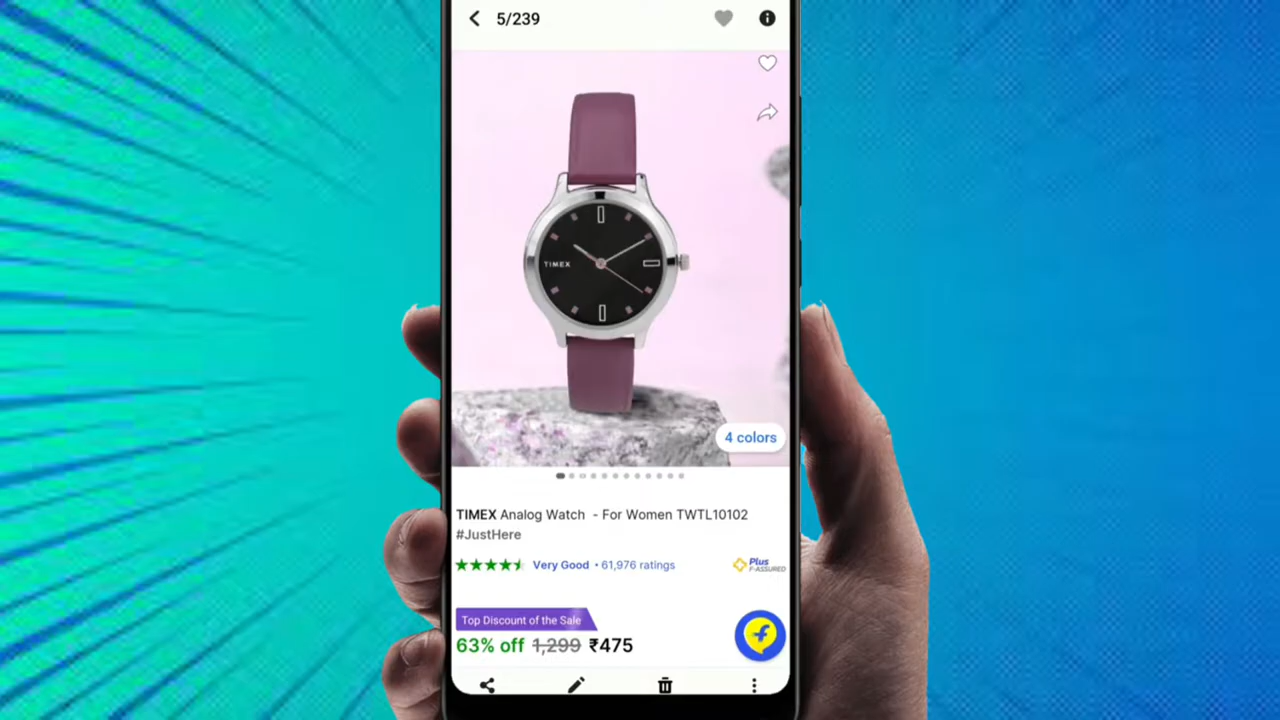 5/239
TIMEX
4 colors
TIMEX Analog Watch - For Women TWTL10102
#JustHere
Very Good • 61,976 ratings
Plus
F-ASSURED
Top Discount of the Sale
63% off 1,299 ₹475